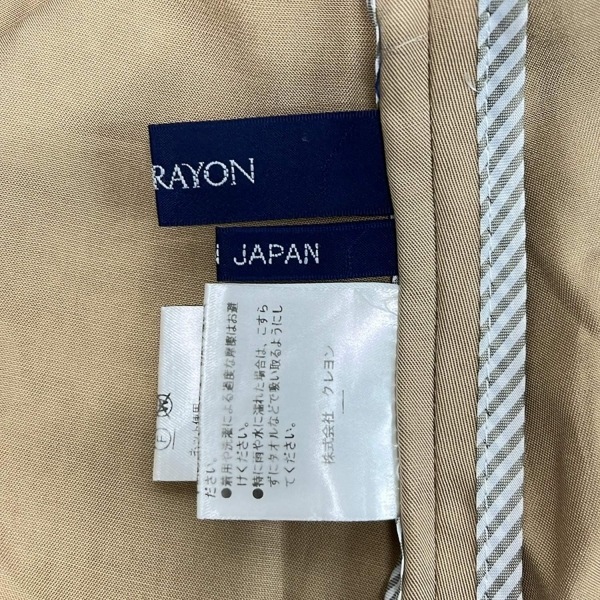 RAYON
JAPAN
ださい。
●着用や洗濯による過度な摩擦はお避
けください。
●特に雨や水に濡れた場合は、こすら
ずにタオルなどで吸い取るようにし
てください。
株式会社 クレヨン
F